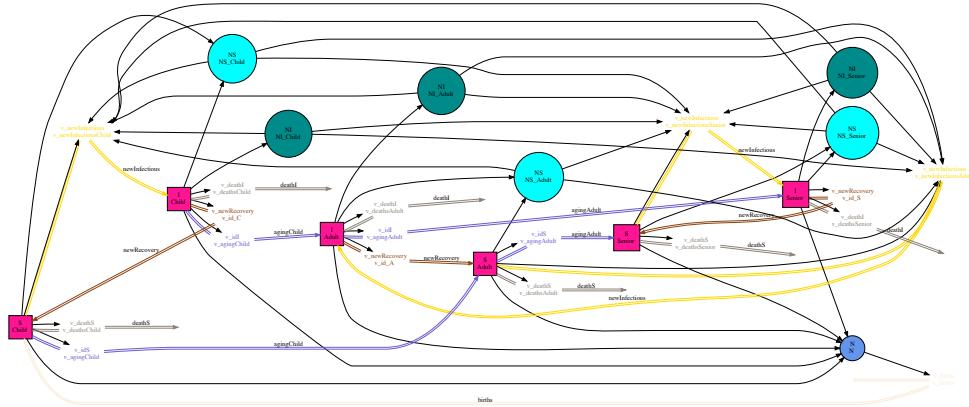 NS
NS_Child
NI
NI_Adult
NI
NI_Senior
NI
NI_Child
NS
NS_Senior
NS
NS_Adult
v_newInfectious
v_newInfectiousChild
v_newInfectious
v_newInfectious
newInfectious
newInfectious
I
Child
v_deathI
v_deathsChild
deathI
v_newRecovery
v_id_C
v_idI
v_agingChild
agingChild
newRecovery
I
Adult
v_deathI
v_deathsAdult
deathI
v_idI
v_agingAdult
agingAdult
v_newRecovery
v_id_A
newRecovery
S
Adult
v_idS
v_agingAdult
agingAdult
v_deathS
v_deathsAdult
deathS
newInfectious
S
Senior
v_deathS
v_deathsSenior
deathS
newRecovery
I
Senior
v_newRecovery
v_id_S
v_deathI
v_deathsSenior
deathI
S
Child
v_deathS
v_deathsChild
deathS
v_idS
v_agingChild
agingChild
N
N
births